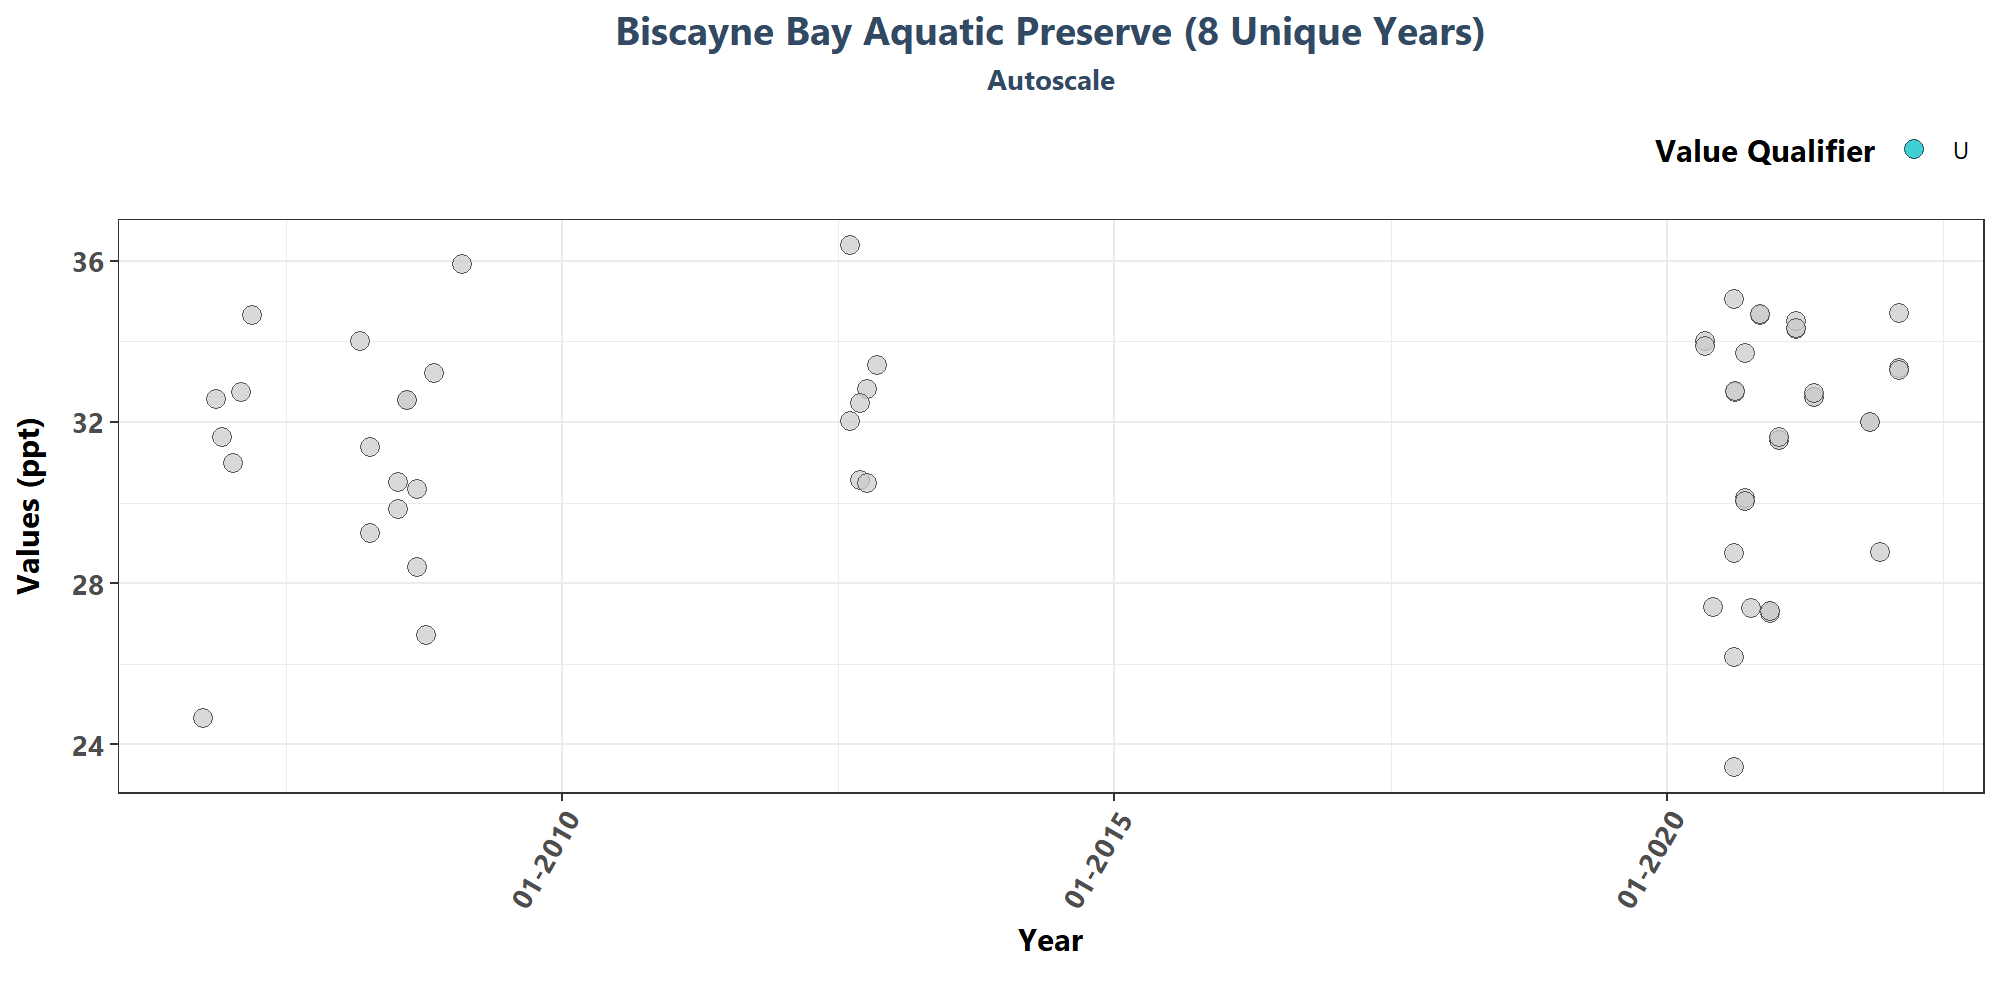 Biscayne Bay Aquatic Preserve (8 Unique Years)
Autoscale
Value Qualifier U
36
32
28
24
Values (ppt)
01-2010
01-2015
01-2020
Year